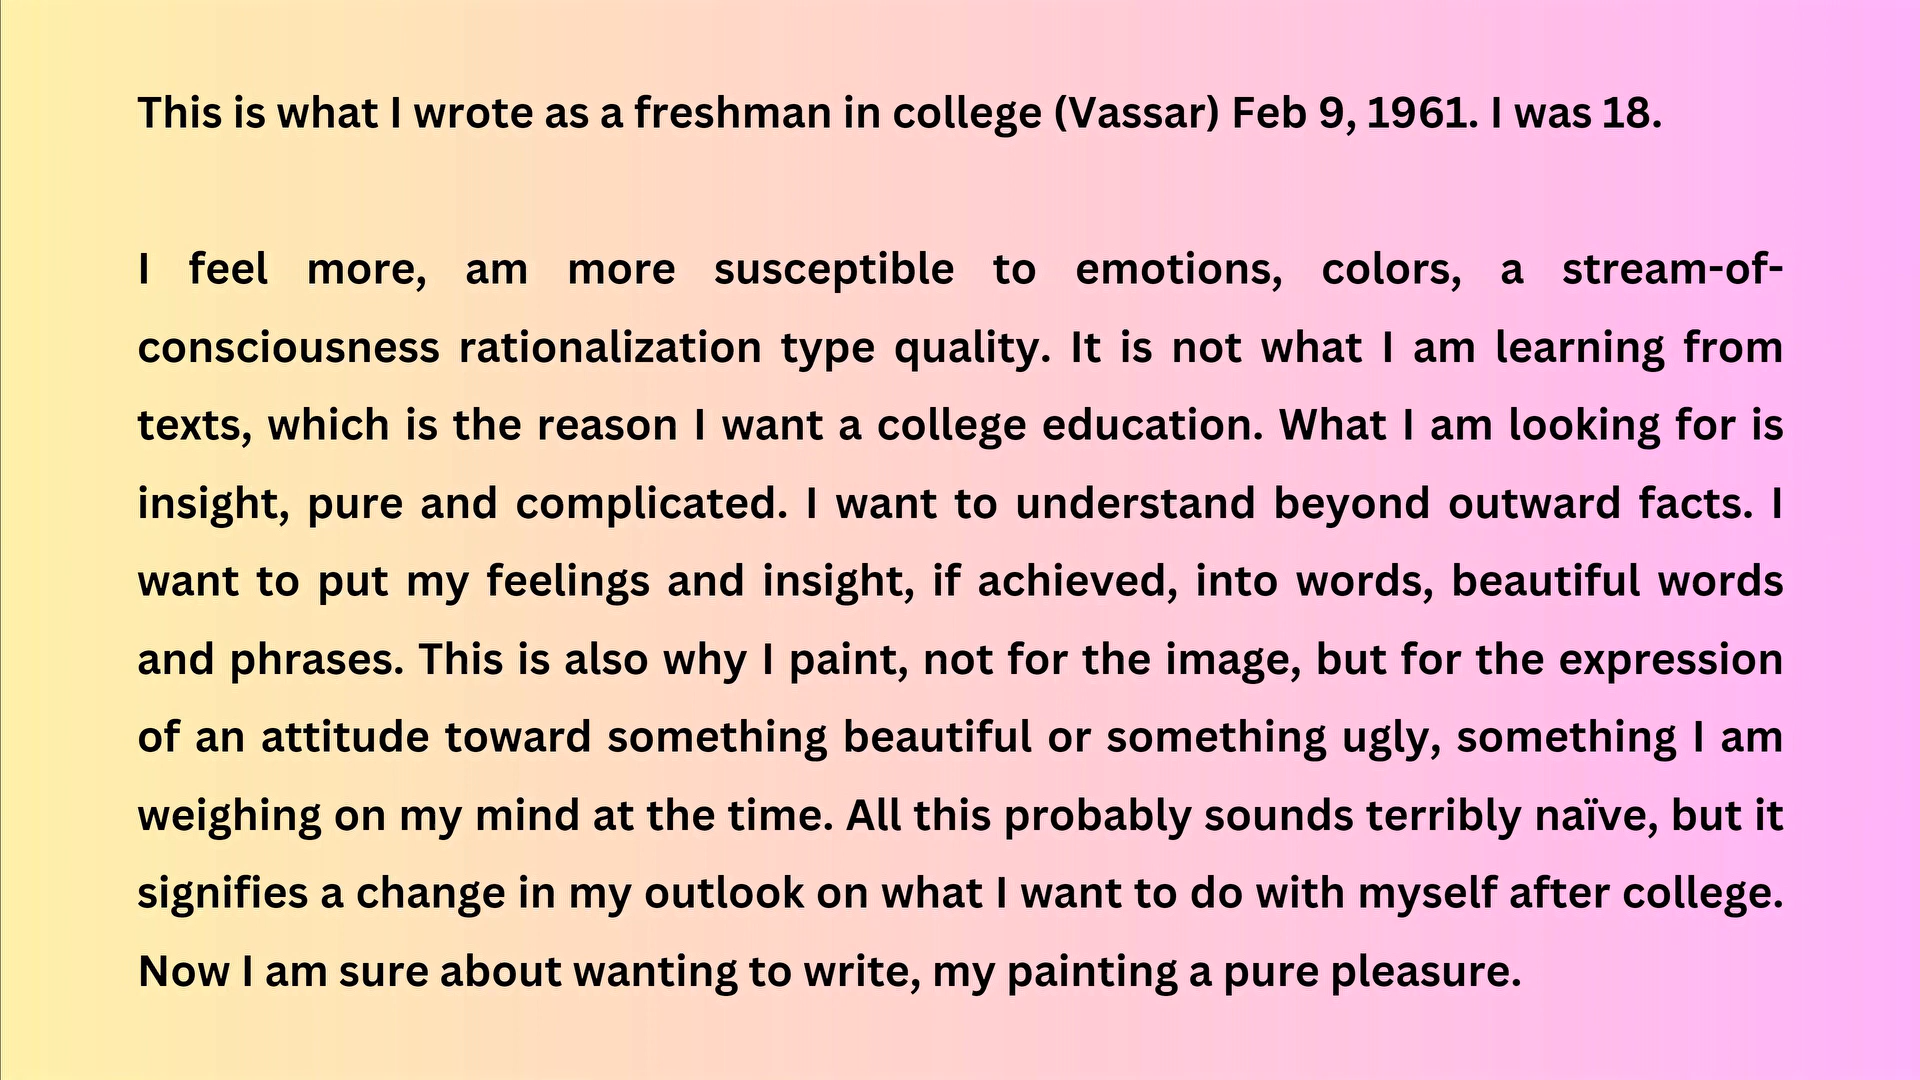 This is what I wrote as a freshman in college (Vassar) Feb 9, 1961. I was 18.
I feel more, am more susceptible to emotions, colors, a stream-of-
consciousness rationalization type quality. It is not what I am learning from
texts, which is the reason I want a college education. What I am looking for is
insight, pure and complicated. I want to understand beyond outward facts. I
want to put my feelings and insight, if achieved, into words, beautiful words
and phrases. This is also why I paint, not for the image, but for the expression
of an attitude toward something beautiful or something ugly, something I am
weighing on my mind at the time. All this probably sounds terribly naïve, but it
signifies a change in my outlook on what I want to do with myself after college.
Now I am sure about wanting to write, my painting a pure pleasure.